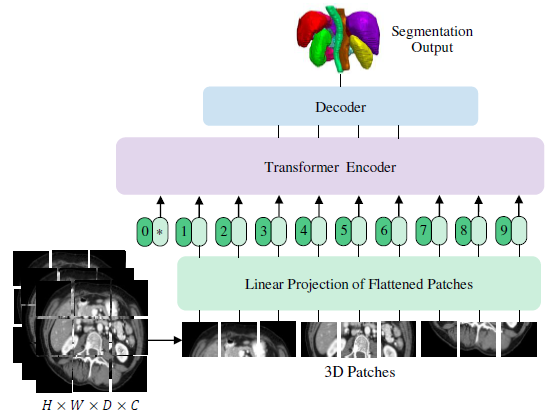 Segmentation
Output
Decoder
Transformer Encoder
0 * 1 2 3 4 5 6 7 8 9
Linear Projection of Flattened Patches
3D Patches
H × W × D × C